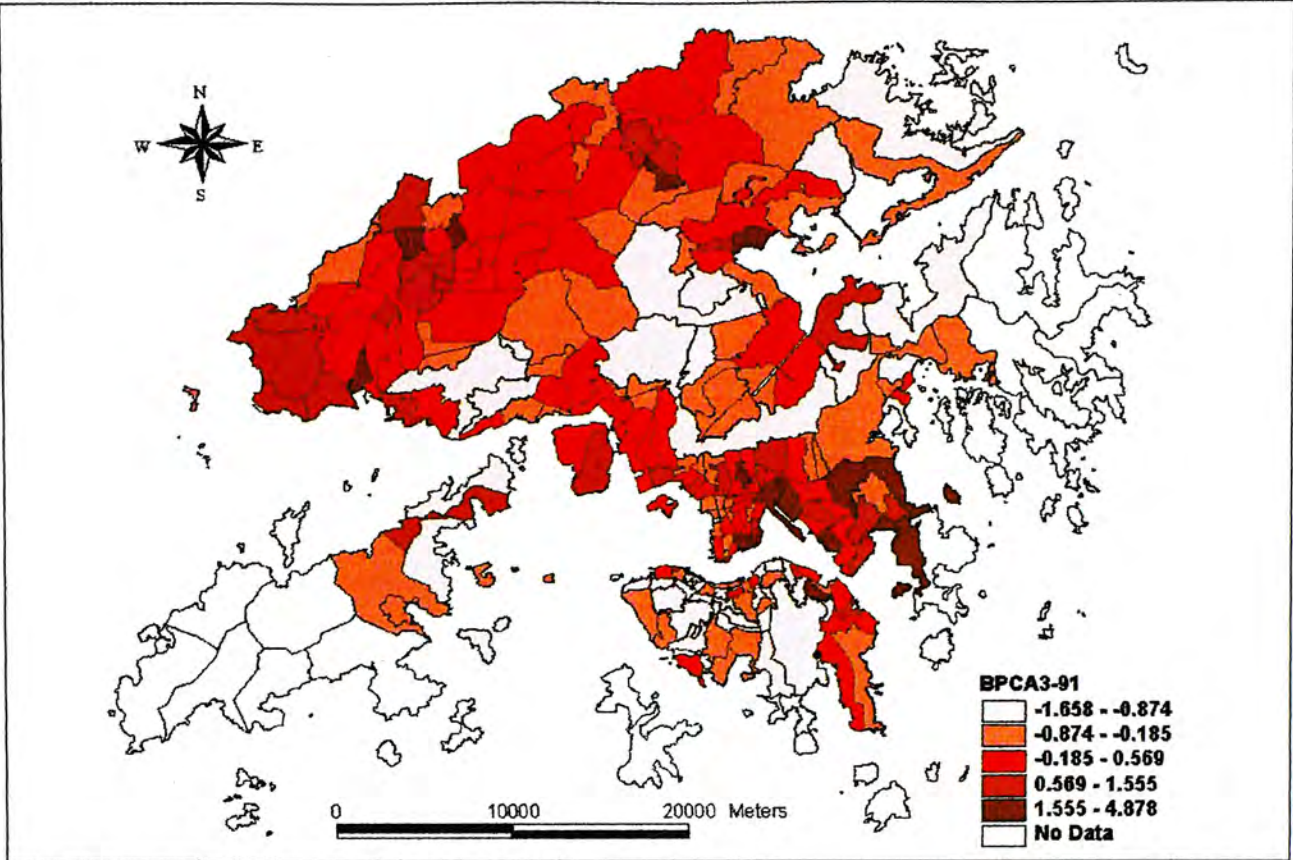 N
W E
S
BPCA3-91
-1.658 - -0.874
-0.874 - -0.185
-0.185 - 0.569
0.569 - 1.555
1.555 - 4.878
No Data
0 10000 20000 Meters